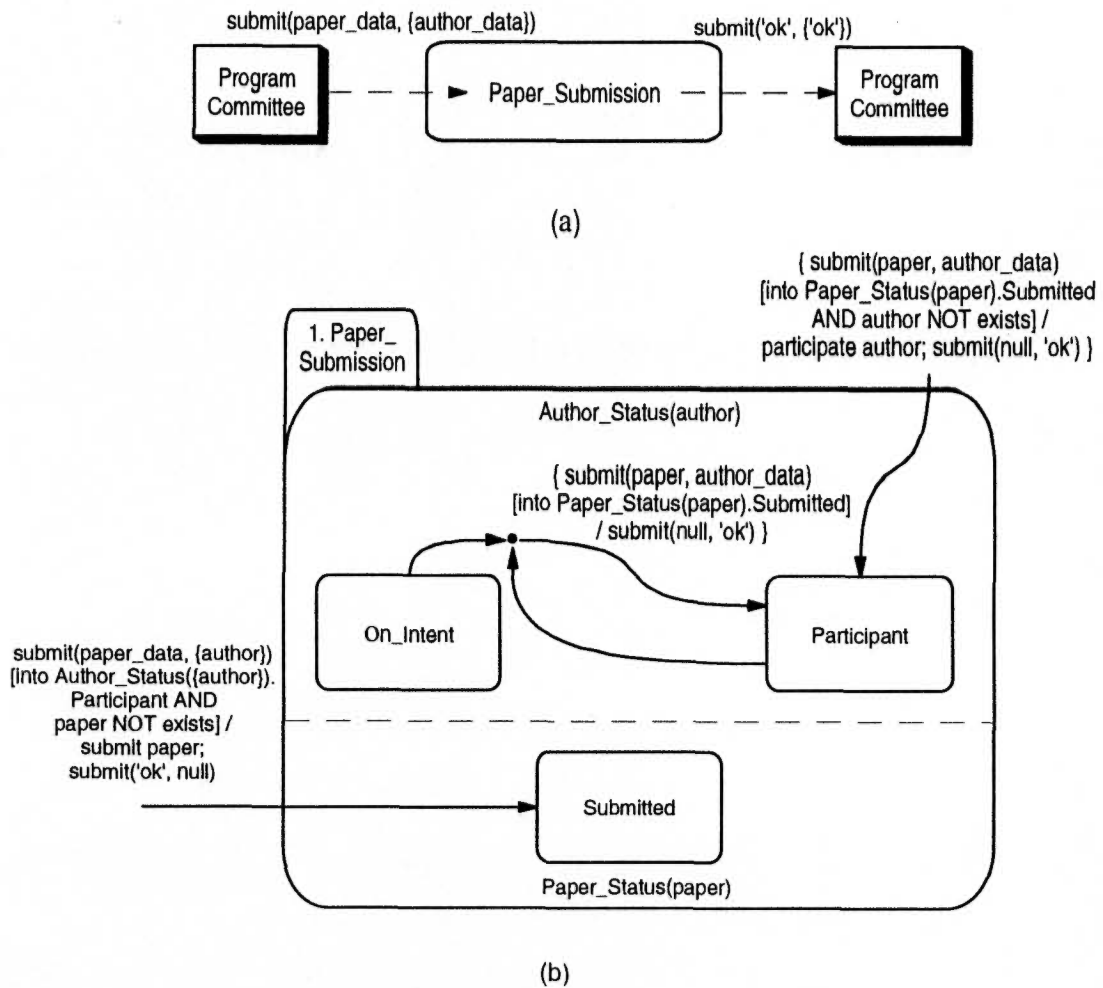 submit(paper_data, {author_data})
submit('ok', {'ok'})
Program
Committee
Paper_Submission
Program
Committee
(a)
{ submit(paper, author_data)
[into Paper_Status(paper).Submitted
AND author NOT exists] /
participate author; submit(null, 'ok') }
1. Paper_
Submission
Author_Status(author)
{ submit(paper, author_data)
[into Paper_Status(paper).Submitted]
/ submit(null, 'ok') }
On_Intent
Participant
submit(paper_data, {author})
[into Author_Status({author}).
Participant AND
paper NOT exists] /
submit paper;
submit('ok', null)
Submitted
Paper_Status(paper)
(b)